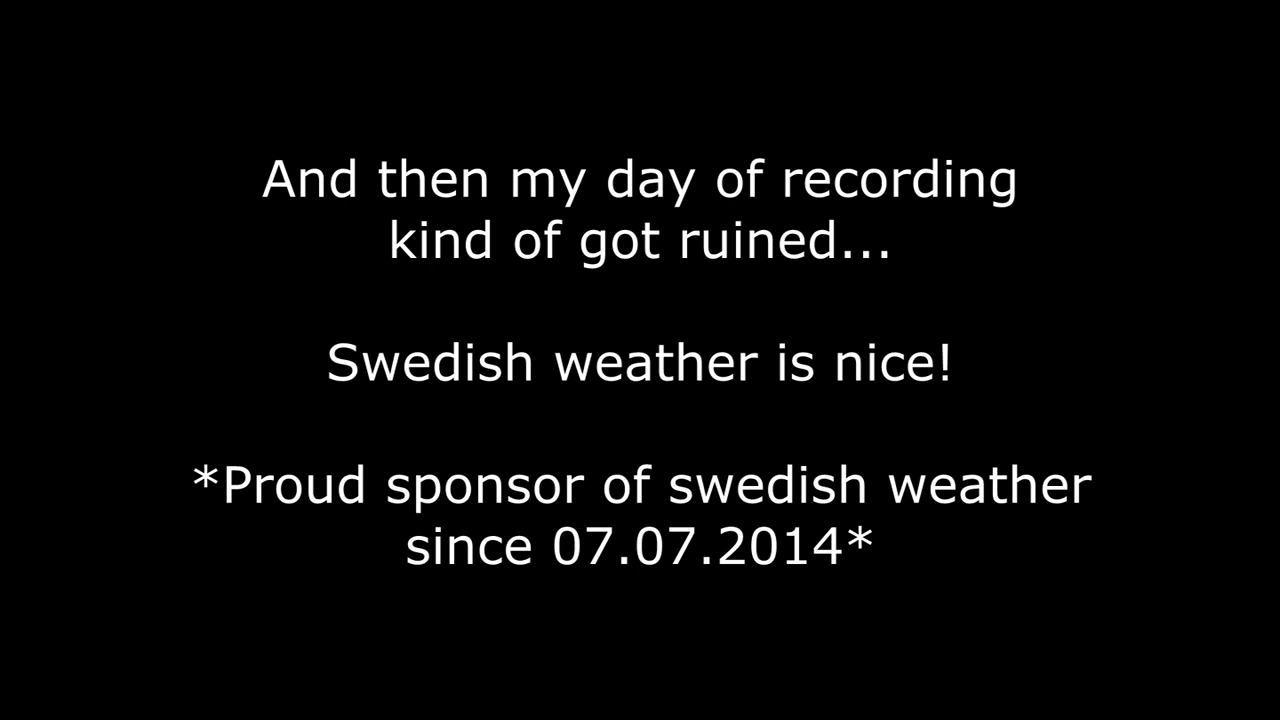 And then my day of recording
kind of got ruined...
Swedish weather is nice!
*Proud sponsor of swedish weather
since 07.07.2014*